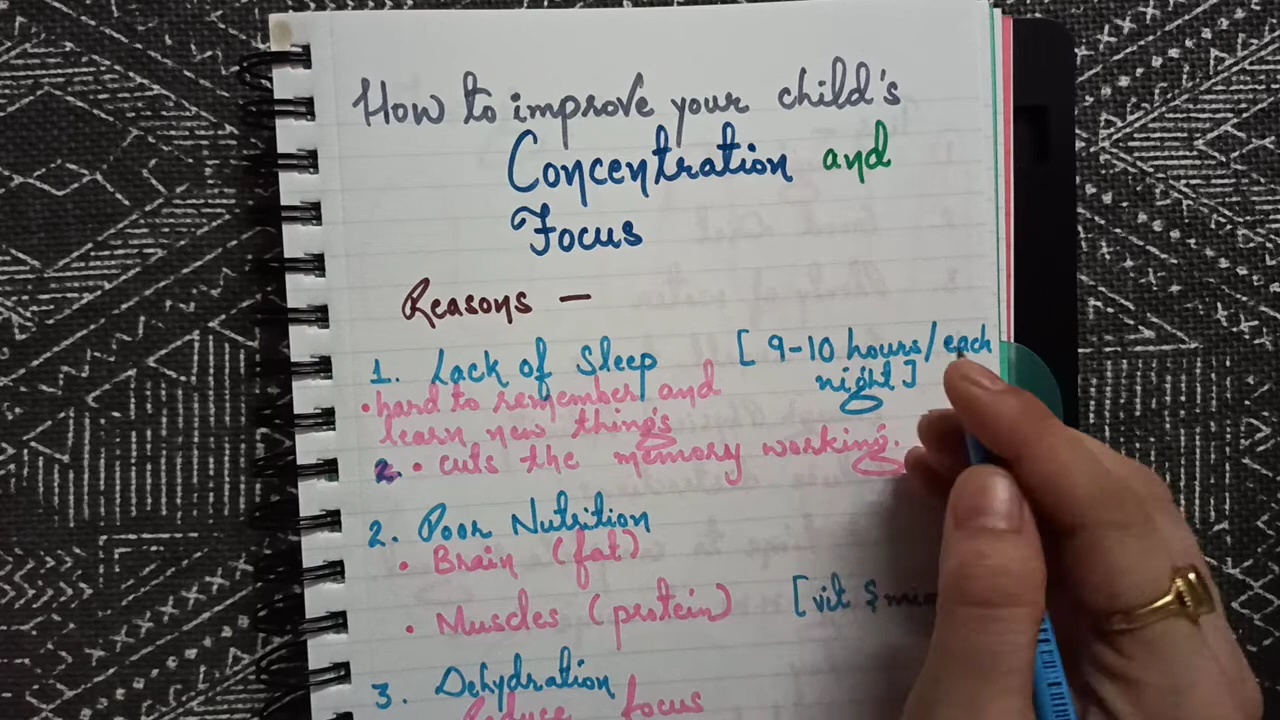 How to improve your child's
Concentration and
Focus
Reasons —
1. Lack of Sleep [9-10 hours/each
night]
• hard to remember and
learn new things
• cuts the memory working.
2. Poor Nutrition
• Brain (fat)
• Muscles (protein) [vit &
3. Dehydration
Reduce focus